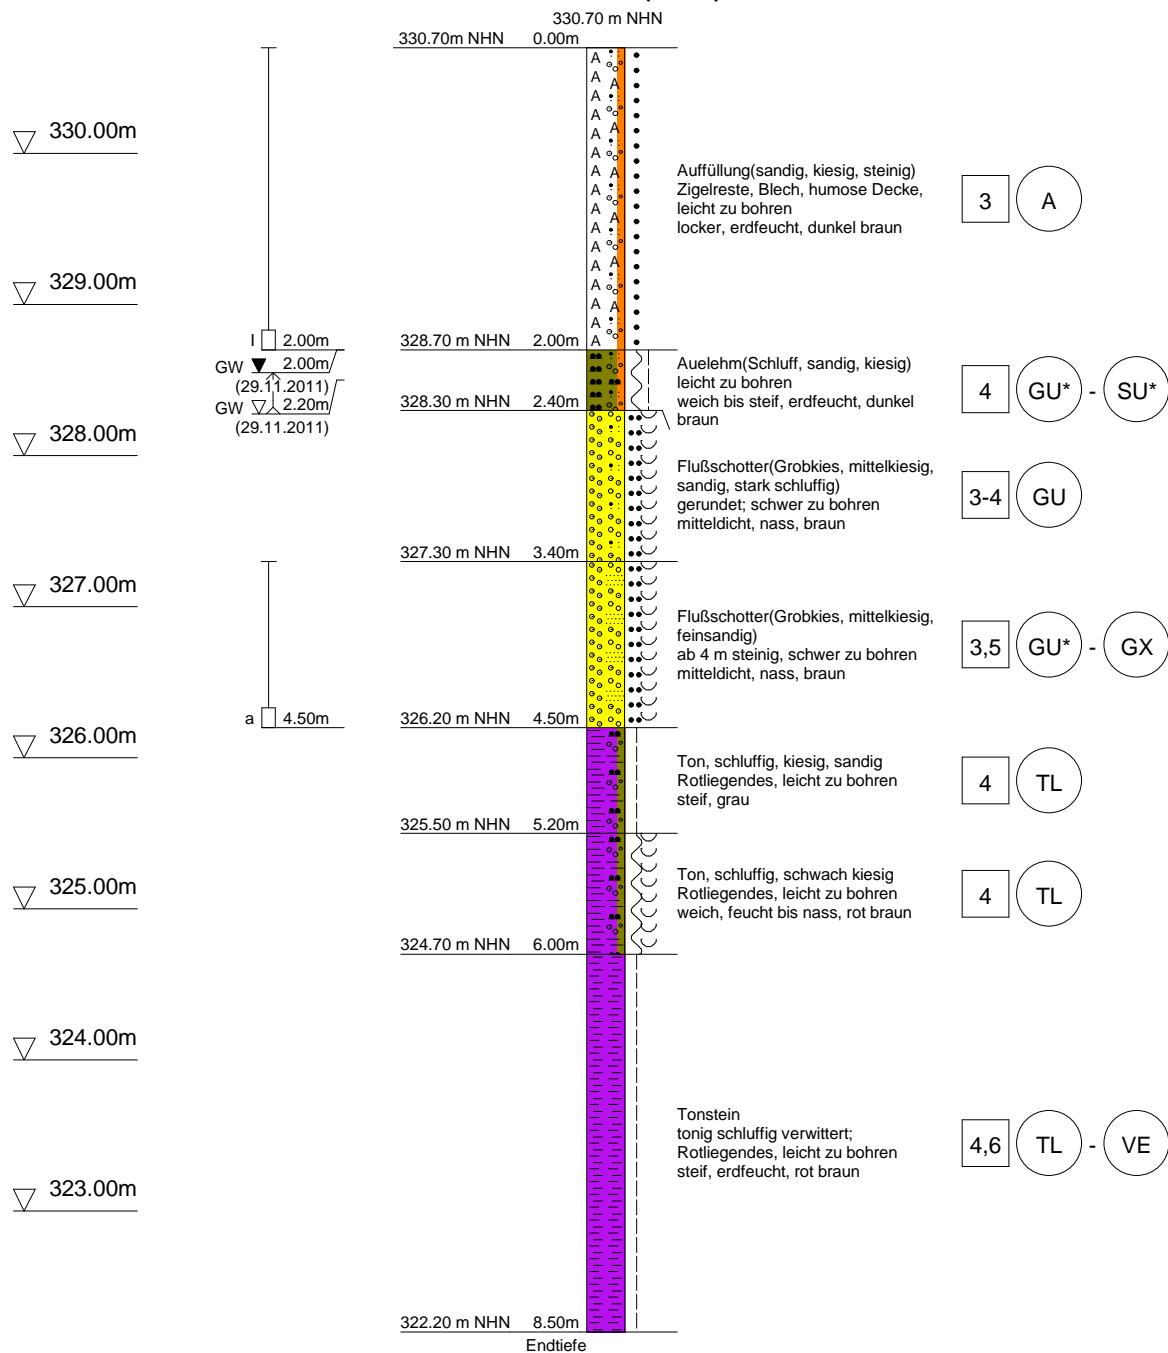 330.70 m NHN
330.70m NHN 0.00m
330.00m
Auffüllung(sandig, kiesig, steinig)
Zigelreste, Blech, humose Decke,
leicht zu bohren
locker, erdfeucht, dunkel braun
3 A
329.00m
I 2.00m
328.70 m NHN 2.00m
GW 2.00m
(29.11.2011)
GW 2.20m
(29.11.2011)
Auelehm(Schluff, sandig, kiesig)
leicht zu bohren
weich bis steif, erdfeucht, dunkel
braun
4 GU* - SU*
328.30 m NHN 2.40m
328.00m
Flußschotter(Grobkies, mittelkiesig,
sandig, stark schluffig)
gerundet; schwer zu bohren
mitteldicht, nass, braun
3-4 GU
327.30 m NHN 3.40m
327.00m
Flußschotter(Grobkies, mittelkiesig,
feinsandig)
ab 4 m steinig, schwer zu bohren
mitteldicht, nass, braun
3,5 GU* - GX
a 4.50m
326.20 m NHN 4.50m
326.00m
Ton, schluffig, kiesig, sandig
Rotliegendes, leicht zu bohren
steif, grau
4 TL
325.50 m NHN 5.20m
325.00m
Ton, schluffig, schwach kiesig
Rotliegendes, leicht zu bohren
weich, feucht bis nass, rot braun
4 TL
324.70 m NHN 6.00m
324.00m
Tonstein
tonig schluffig verwittert;
Rotliegendes, leicht zu bohren
steif, erdfeucht, rot braun
4,6 TL - VE
323.00m
322.20 m NHN 8.50m
Endtiefe